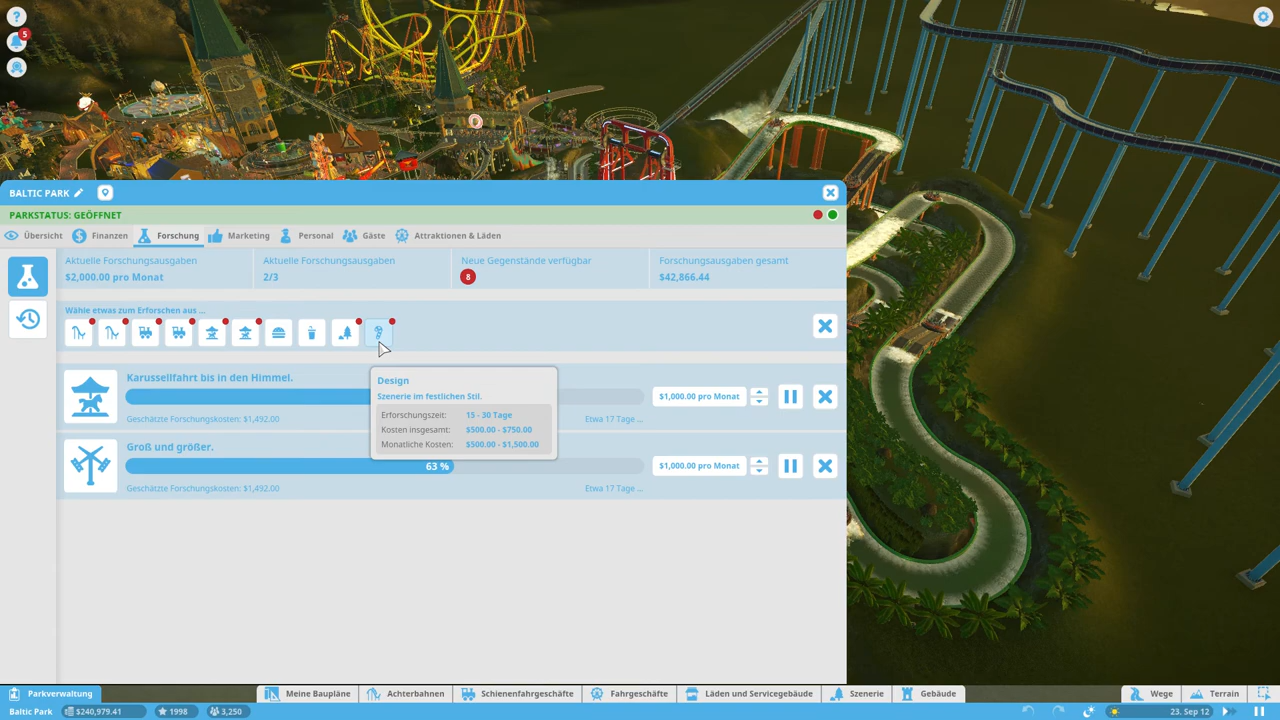 ?
5
BALTIC PARK
PARKSTATUS: GEÖFFNET
Übersicht
Finanzen
Forschung
Marketing
Personal
Gäste
Attraktionen & Läden
Aktuelle Forschungsausgaben
$2,000.00 pro Monat
Aktuelle Forschungsausgaben
2/3
Neue Gegenstände verfügbar
8
Forschungsausgaben gesamt
$42,866.44
Wähle etwas zum Erforschen aus ...
Karussellfahrt bis in den Himmel.
$1,000.00 pro Monat
Geschätzte Forschungskosten: $1,492.00
Etwa 17 Tage ...
Design
Szenerie im festlichen Stil.
Erforschungszeit: 15 - 30 Tage
Kosten insgesamt: $500.00 - $750.00
Monatliche Kosten: $500.00 - $1,500.00
Groß und größer.
63 %
$1,000.00 pro Monat
Geschätzte Forschungskosten: $1,492.00
Etwa 17 Tage ...
Parkverwaltung
Meine Baupläne
Achterbahnen
Schienenfahrgeschäfte
Fahrgeschäfte
Läden und Servicegebäude
Szenerie
Gebäude
Wege
Terrain
Baltic Park
$240,979.41
1998
3,250
23. Sep 12